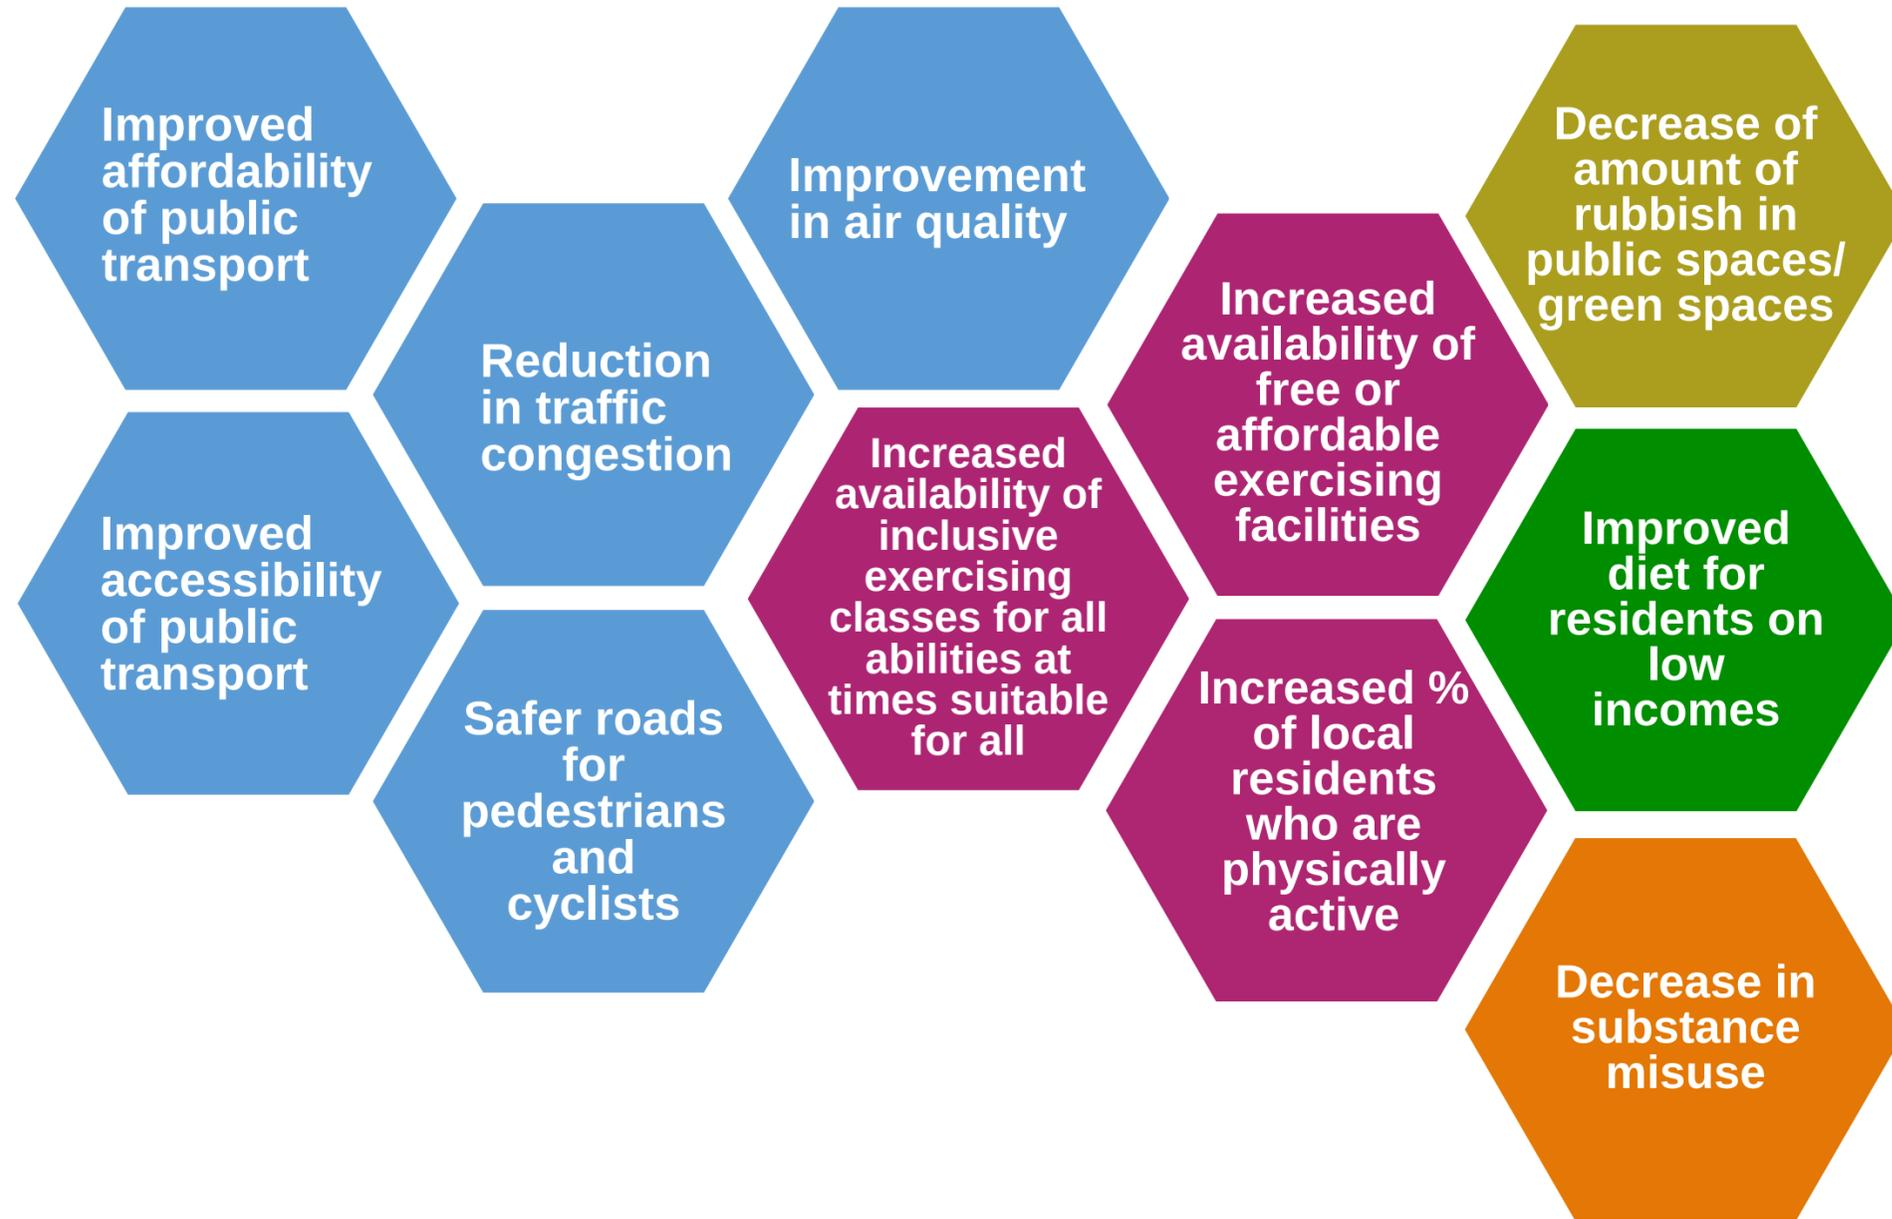 Improved
affordability
of public
transport
Improved
accessibility
of public
transport
Reduction
in traffic
congestion
Safer roads
for
pedestrians
and
cyclists
Improvement
in air quality
Increased
availability of
inclusive
exercising
classes for all
abilities at
times suitable
for all
Increased
availability of
free or
affordable
exercising
facilities
Increased %
of local
residents
who are
physically
active
Decrease of
amount of
rubbish in
public spaces/
green spaces
Improved
diet for
residents on
low
incomes
Decrease in
substance
misuse